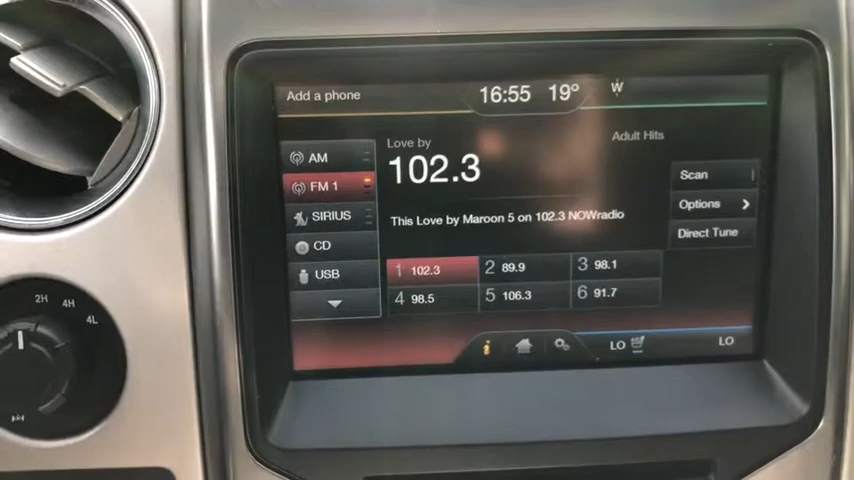 Add a phone
16:55 19°
W
Love by
Adult Hits
102.3
AM
FM 1
SIRIUS
CD
USB
This Love by Maroon 5 on 102.3 NOWradio
Scan
Options
Direct Tune
1 102.3
2 89.9
3 98.1
4 98.5
5 106.3
6 91.7
LO
LO
2H
4H
4L